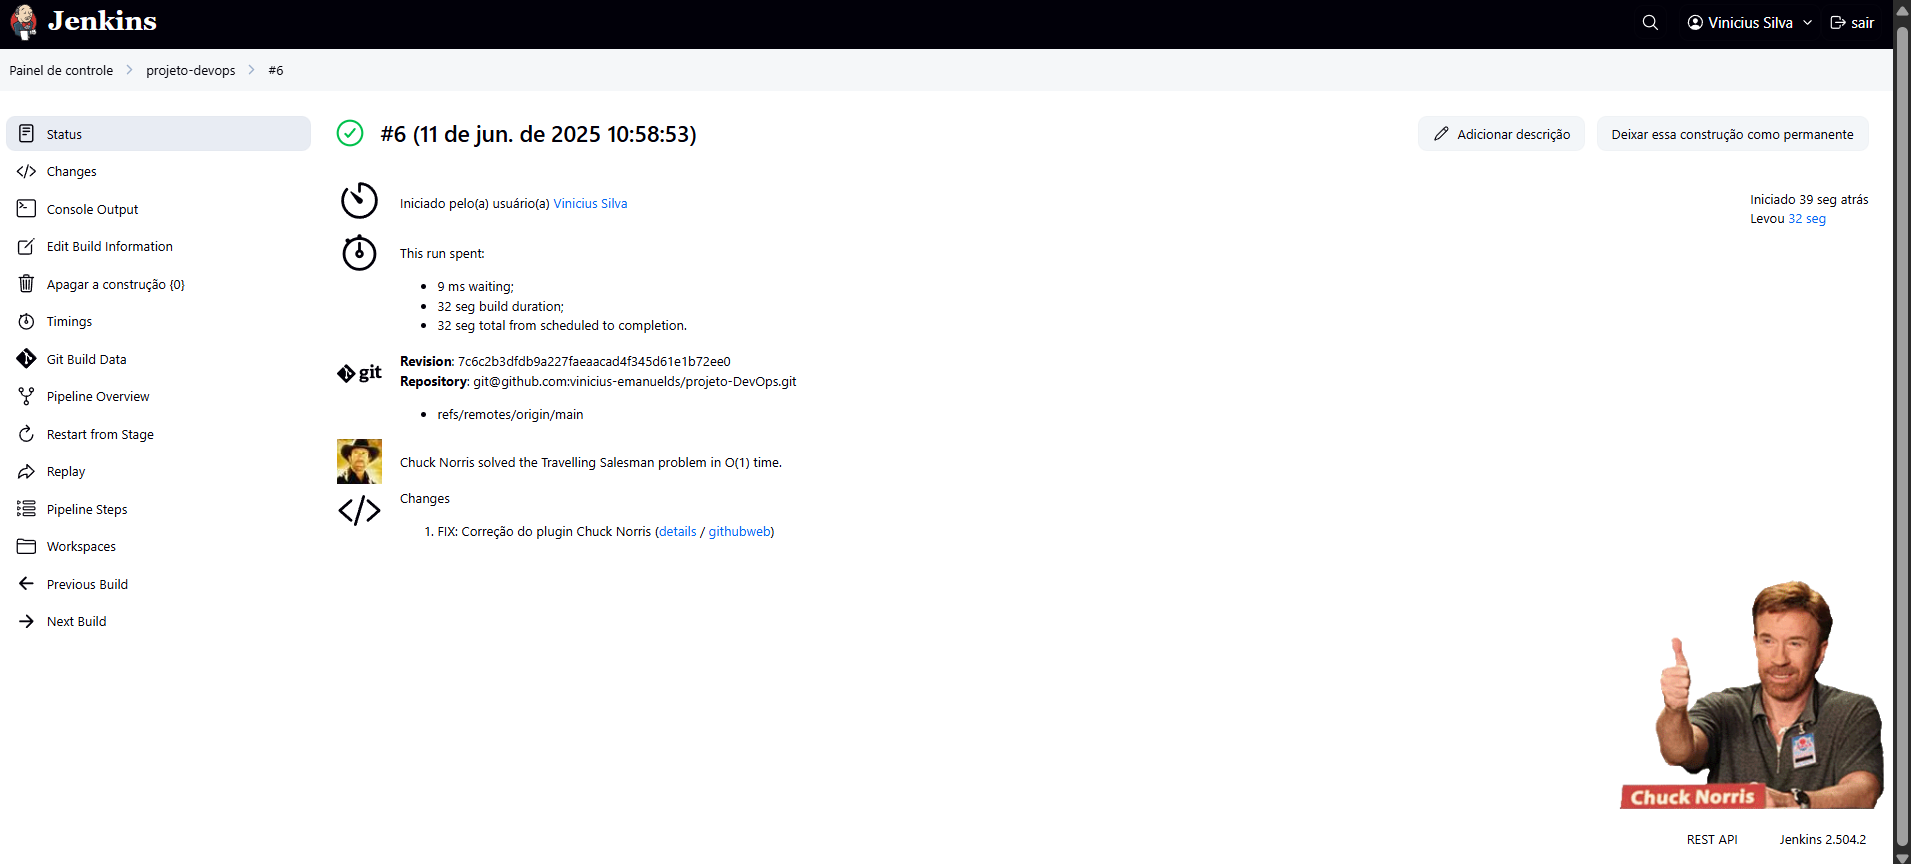 Jenkins
Vinicius Silva
sair
Painel de controle
projeto-devops
#6
Status
Changes
Console Output
Edit Build Information
Apagar a construção {0}
Timings
Git Build Data
Pipeline Overview
Restart from Stage
Replay
Pipeline Steps
Workspaces
Previous Build
Next Build
#6 (11 de jun. de 2025 10:58:53)
Adicionar descrição
Deixar essa construção como permanente
Iniciado pelo(a) usuário(a) Vinicius Silva
Iniciado 39 seg atrás
Levou 32 seg
This run spent:
9 ms waiting;
32 seg build duration;
32 seg total from scheduled to completion.
git
Revision: 7c6c2b3dfdb9a227faeaacad4f345d61e1b72ee0
Repository: git@github.com:vinicius-emanuelds/projeto-DevOps.git
refs/remotes/origin/main
Chuck Norris solved the Travelling Salesman problem in O(1) time.
Changes
1. FIX: Correção do plugin Chuck Norris (details / githubweb)
Chuck Norris
REST API
Jenkins 2.504.2